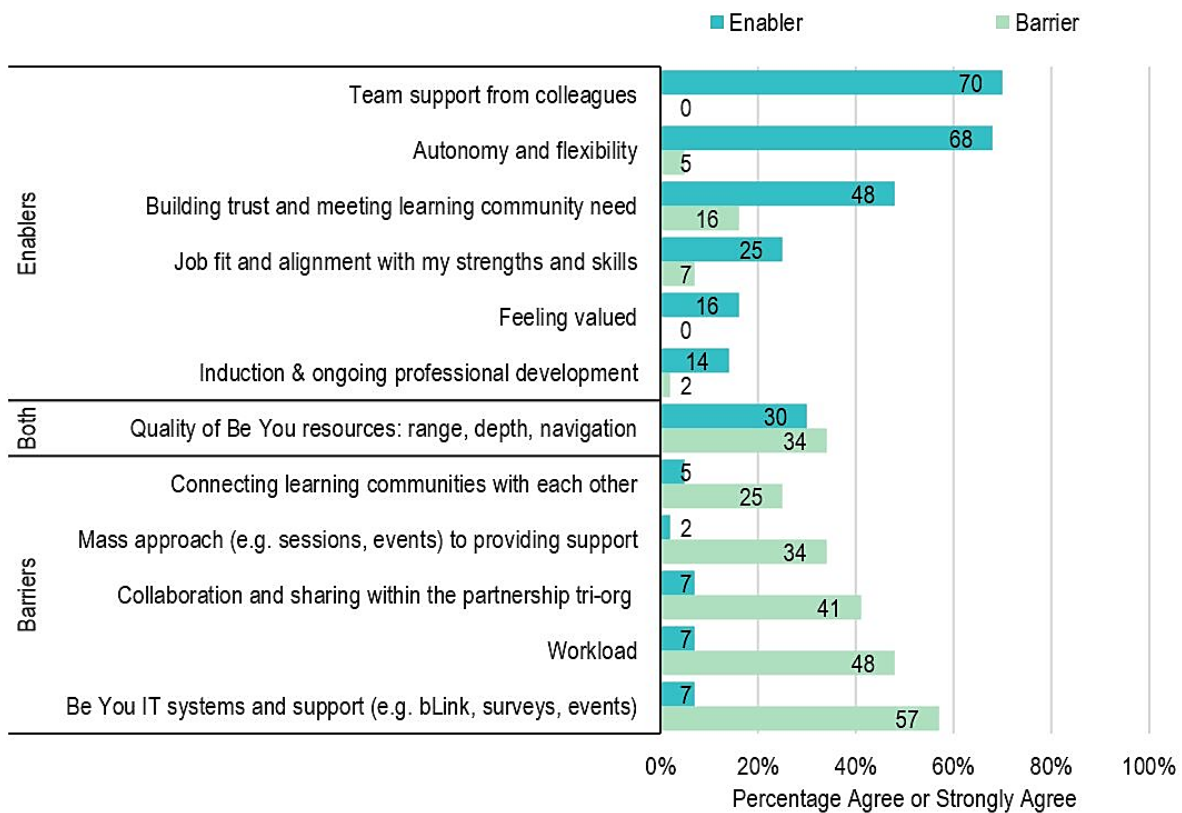 Enabler
Barrier
Enablers
Team support from colleagues
70
0
Autonomy and flexibility
68
5
Building trust and meeting learning community need
48
16
Job fit and alignment with my strengths and skills
25
7
Feeling valued
16
0
Induction & ongoing professional development
14
2
Both
Quality of Be You resources: range, depth, navigation
30
34
Barriers
Connecting learning communities with each other
5
25
Mass approach (e.g. sessions, events) to providing support
2
34
Collaboration and sharing within the partnership tri-org
7
41
Workload
7
48
Be You IT systems and support (e.g. bLink, surveys, events)
7
57
0% 20% 40% 60% 80% 100%
Percentage Agree or Strongly Agree